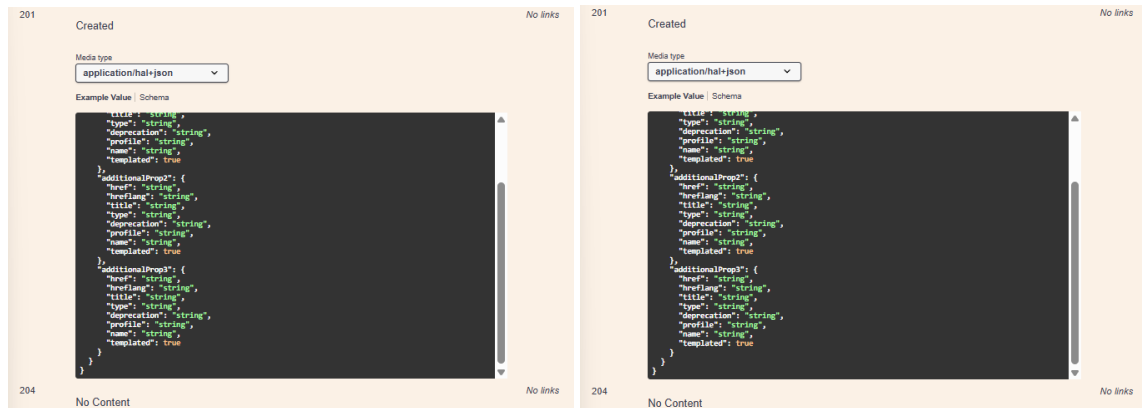 201
No links
Created
Media type
application/hal+json
Example Value | Schema
"title": "string",
"type": "string",
"deprecation": "string",
"profile": "string",
"name": "string",
"templated": true
},
"additionalProp2": {
"href": "string",
"hreflang": "string",
"title": "string",
"type": "string",
"deprecation": "string",
"profile": "string",
"name": "string",
"templated": true
},
"additionalProp3": {
"href": "string",
"hreflang": "string",
"title": "string",
"type": "string",
"deprecation": "string",
"profile": "string",
"name": "string",
"templated": true
}
}
}
204
No links
No Content
201
No links
Created
Media type
application/hal+json
Example Value | Schema
"title": "string",
"type": "string",
"deprecation": "string",
"profile": "string",
"name": "string",
"templated": true
},
"additionalProp2": {
"href": "string",
"hreflang": "string",
"title": "string",
"type": "string",
"deprecation": "string",
"profile": "string",
"name": "string",
"templated": true
},
"additionalProp3": {
"href": "string",
"hreflang": "string",
"title": "string",
"type": "string",
"deprecation": "string",
"profile": "string",
"name": "string",
"templated": true
}
}
}
204
No links
No Content